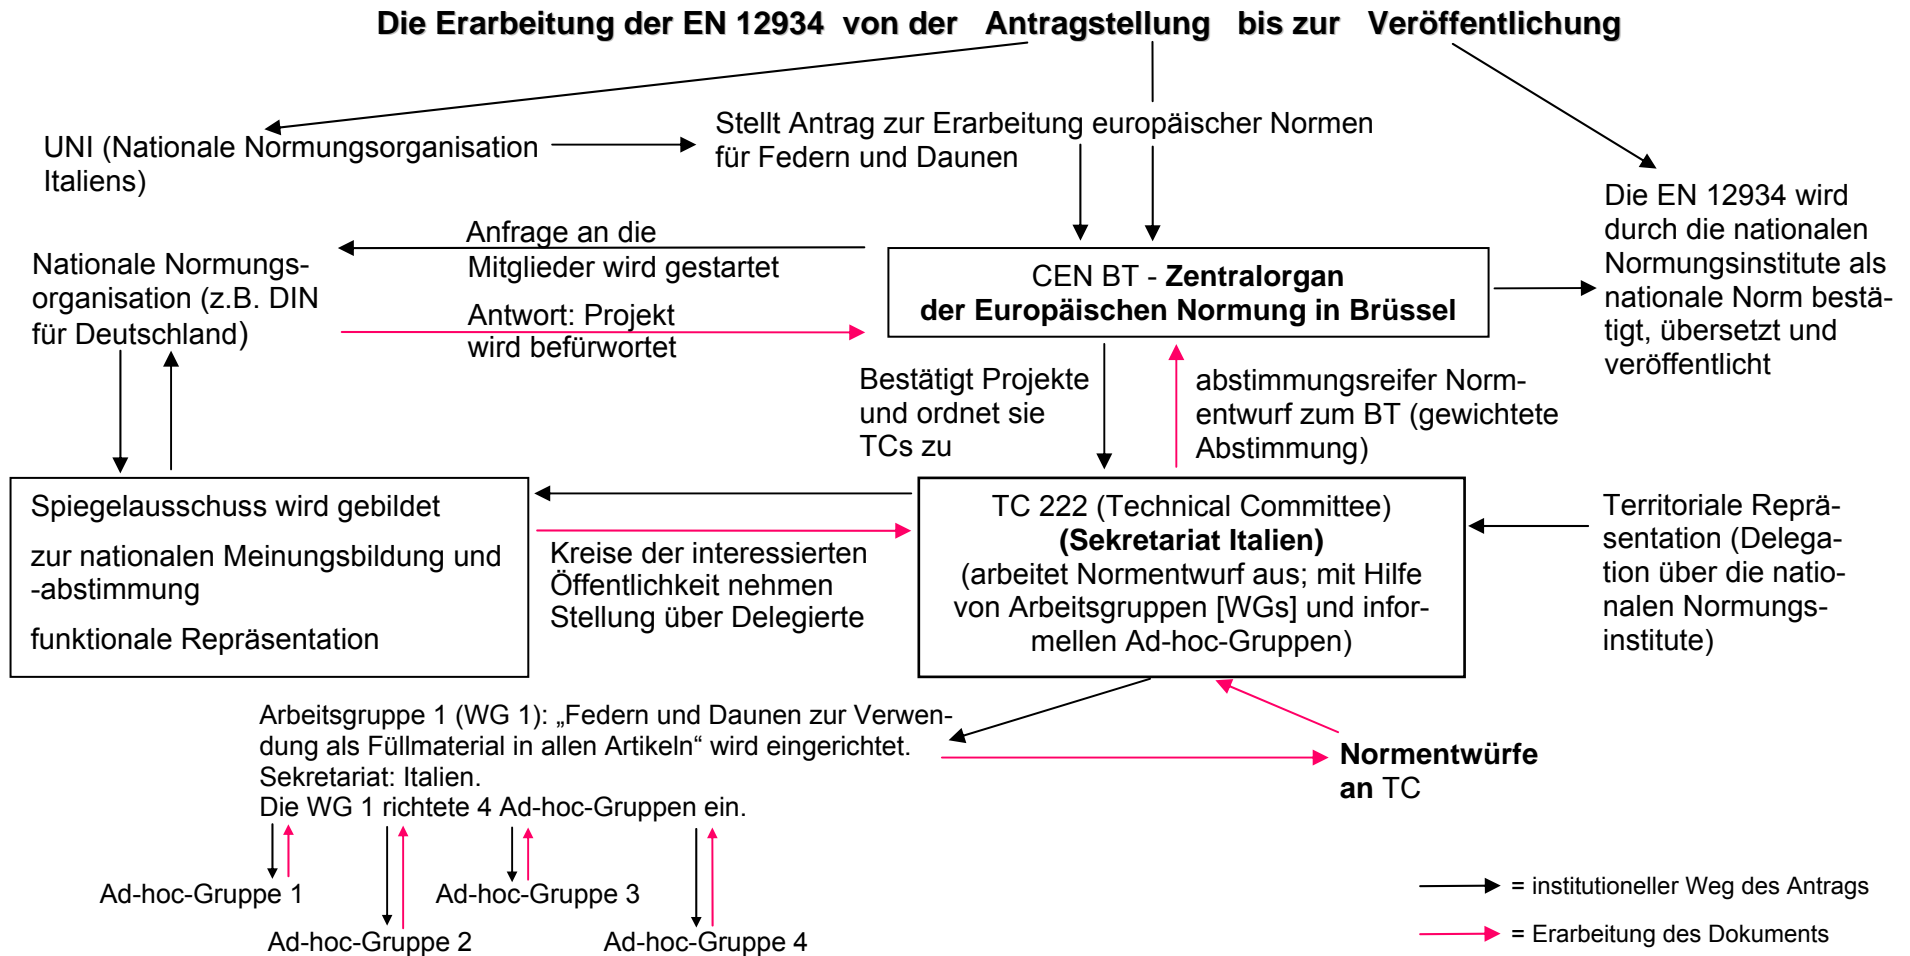 Die Erarbeitung der EN 12934 von der Antragstellung bis zur Veröffentlichung
UNI (Nationale Normungsorganisation
Italiens)
Stellt Antrag zur Erarbeitung europäischer Normen
für Federn und Daunen
Die EN 12934 wird
durch die nationalen
Normungsinstitute als
nationale Norm bestä-
tigt, übersetzt und
veröffentlicht
Nationale Normungs-
organisation (z.B. DIN
für Deutschland)
Anfrage an die
Mitglieder wird gestartet
Antwort: Projekt
wird befürwortet
CEN BT - Zentralorgan
der Europäischen Normung in Brüssel
Bestätigt Projekte
und ordnet sie
TCs zu
abstimmungsreifer Norm-
entwurf zum BT (gewichtete
Abstimmung)
Spiegelausschuss wird gebildet
zur nationalen Meinungsbildung und
-abstimmung
funktionale Repräsentation
Kreise der interessierten
Öffentlichkeit nehmen
Stellung über Delegierte
TC 222 (Technical Committee)
(Sekretariat Italien)
(arbeitet Normentwurf aus; mit Hilfe
von Arbeitsgruppen [WGs] und infor-
mellen Ad-hoc-Gruppen)
Territoriale Reprä-
sentation (Delega-
tion über die natio-
nalen Normungs-
institute)
Arbeitsgruppe 1 (WG 1): „Federn und Daunen zur Verwen-
dung als Füllmaterial in allen Artikeln“ wird eingerichtet.
Sekretariat: Italien.
Die WG 1 richtete 4 Ad-hoc-Gruppen ein.
Normentwürfe
an TC
Ad-hoc-Gruppe 1
Ad-hoc-Gruppe 2
Ad-hoc-Gruppe 3
Ad-hoc-Gruppe 4
= institutioneller Weg des Antrags
= Erarbeitung des Dokuments